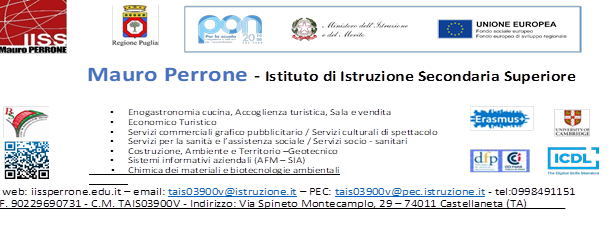 IISS
Mauro PERRONE
Regione Puglia
pon
Per la scuola
20
Ministero dell'Istruzione
e del Merito
UNIONE EUROPEA
Fondo sociale europeo
Fondo europeo di sviluppo regionale
Mauro Perrone - Istituto di Istruzione Secondaria Superiore
• Enogastronomia cucina, Accoglienza turistica, Sala e vendita
• Economico Turistico
• Servizi commerciali grafico pubblicitario / Servizi culturali di spettacolo
• Servizi per la sanità e l'assistenza sociale / Servizi socio - sanitari
• Costruzione, Ambiente e Territorio –Geotecnico
• Sistemi informativi aziendali (AFM – SIA)
• Chimica dei materiali e biotecnologie ambientali
Erasmus+
UNIVERSITY OF
CAMBRIDGE
dfp
ICDL
The Digital Skills Standard
web: iissperrone.edu.it – email: tais03900v@istruzione.it – PEC: tais03900v@pec.istruzione.it - tel:0998491151
F. 90229690731 - C.M. TAIS03900V - Indirizzo: Via Spineto Montecamplo, 29 – 74011 Castellaneta (TA)